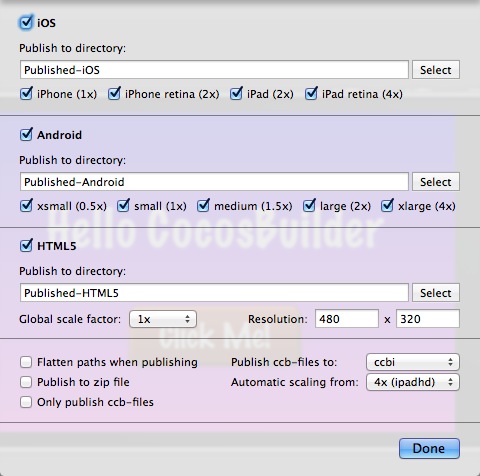 iOS
Publish to directory:
Published-iOS Select
iPhone (1x) iPhone retina (2x) iPad (2x) iPad retina (4x)
Android
Publish to directory:
Published-Android Select
xsmall (0.5x) small (1x) medium (1.5x) large (2x) xlarge (4x)
Hello CocosBuilder
HTML5
Publish to directory:
Published-HTML5 Select
Global scale factor: 1x Resolution: 480 x 320
Click Me!
Flatten paths when publishing Publish ccb-files to: ccbi
Publish to zip file Automatic scaling from: 4x (ipadhd)
Only publish ccb-files
Done